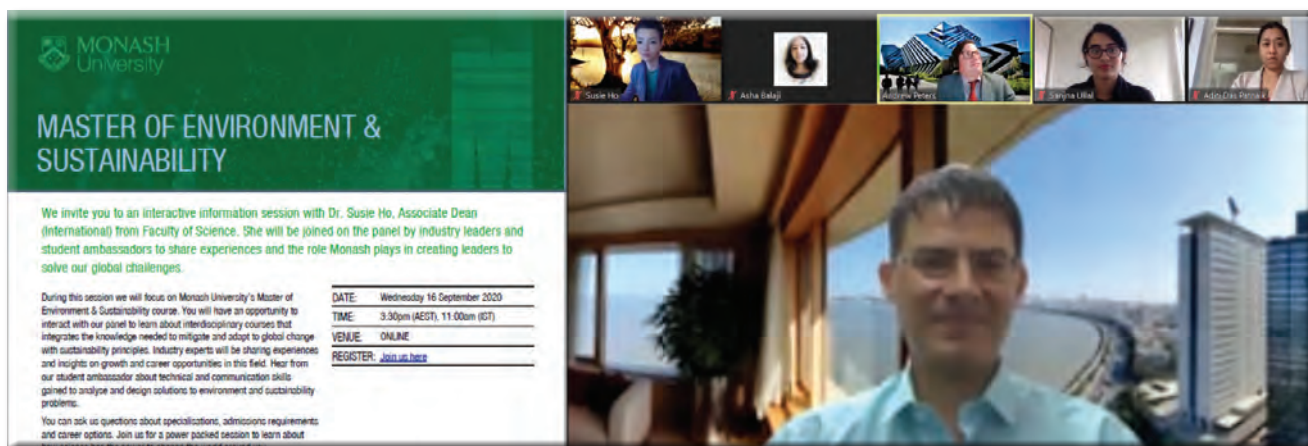 MONASH
University
MASTER OF ENVIRONMENT &
SUSTAINABILITY
We invite you to an interactive information session with Dr. Susie Ho, Associate Dean
(International) from Faculty of Science. She will be joined on the panel by industry leaders and
student ambassadors to share experiences and the role Monash plays in creating leaders to
solve our global challenges.
During this session we will focus on Monash University's Master of
Environment & Sustainability course. You will have an opportunity to
interact with our panel to learn about interdisciplinary courses that
integrates the knowledge needed to mitigate and adapt to global change
with sustainability principles. Industry experts will be sharing experiences
and insights on growth and career opportunities in this field. Hear from
our student ambassador about technical and communication skills
gained to analyse and design solutions to environment and sustainability
problems.
You can ask us questions about specialisations, admissions requirements
and career options. Join us for a power packed session to learn about
DATE: Wednesday 16 September 2020
TIME: 3:30pm (AEST), 11:00am (IST)
VENUE: ONLINE
REGISTER: Join us here
Susie Ho
Asha Balaji
Andrew Peters
Sanjna Ullal
Aditi Das Patnaik